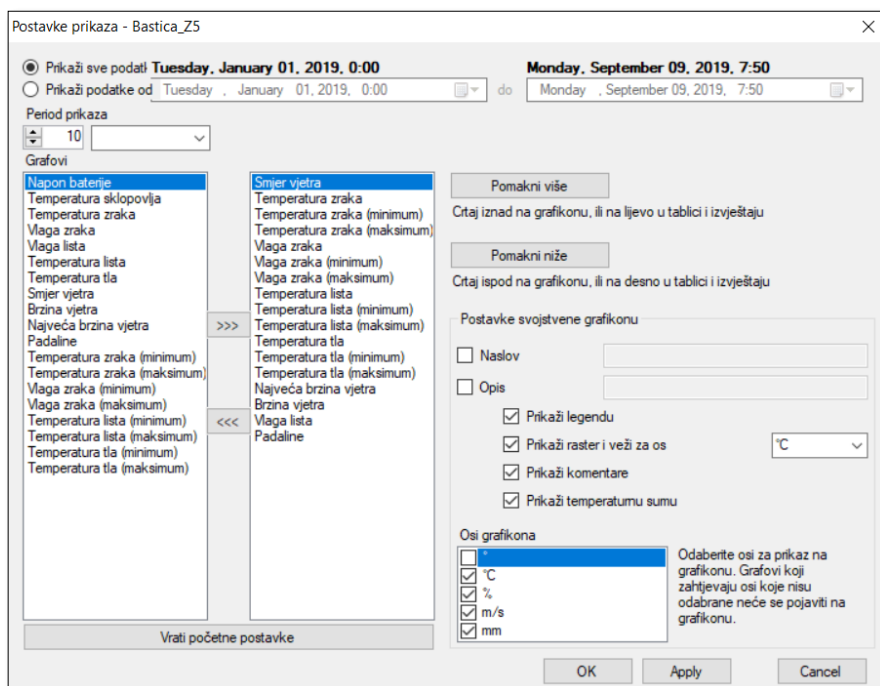 Postavke prikaza - Bastica_Z5
Prikaži sve podatl Tuesday, January 01, 2019, 0:00 Monday, September 09, 2019, 7:50
Prikaži podatke od Tuesday , January 01, 2019, 0:00 do Monday , September 09, 2019, 7:50
Period prikaza
10
Grafovi
Napon baterije
Temperatura sklopovlja
Temperatura zraka
Vlaga zraka
Vlaga lista
Temperatura lista
Temperatura tla
Smjer vjetra
Brzina vjetra
Najveća brzina vjetra
Padaline
Temperatura zraka (minimum)
Temperatura zraka (maksimum)
Vlaga zraka (minimum)
Vlaga zraka (maksimum)
Temperatura lista (minimum)
Temperatura lista (maksimum)
Temperatura tla (minimum)
Temperatura tla (maksimum)
>>>
<<<
Smjer vjetra
Temperatura zraka
Temperatura zraka (minimum)
Temperatura zraka (maksimum)
Vlaga zraka
Vlaga zraka (minimum)
Vlaga zraka (maksimum)
Temperatura lista
Temperatura lista (minimum)
Temperatura lista (maksimum)
Temperatura tla
Temperatura tla (minimum)
Temperatura tla (maksimum)
Najveća brzina vjetra
Brzina vjetra
Vlaga lista
Padaline
Vrati početne postavke
Pomakni više
Crtaj iznad na grafikonu, ili na lijevo u tablici i izvještaju
Pomakni niže
Crtaj ispod na grafikonu, ili na desno u tablici i izvještaju
Postavke svojstvene grafikonu
Naslov
Opis
Prikaži legendu
Prikaži raster i veži za os °C
Prikaži komentare
Prikaži temperaturnu sumu
Osi grafikona
°
°C
%
m/s
mm
Odaberite osi za prikaz na
grafikonu. Grafovi koji
zahtjevaju osi koje nisu
odabrane neće se pojaviti na
grafikonu.
OK Apply Cancel